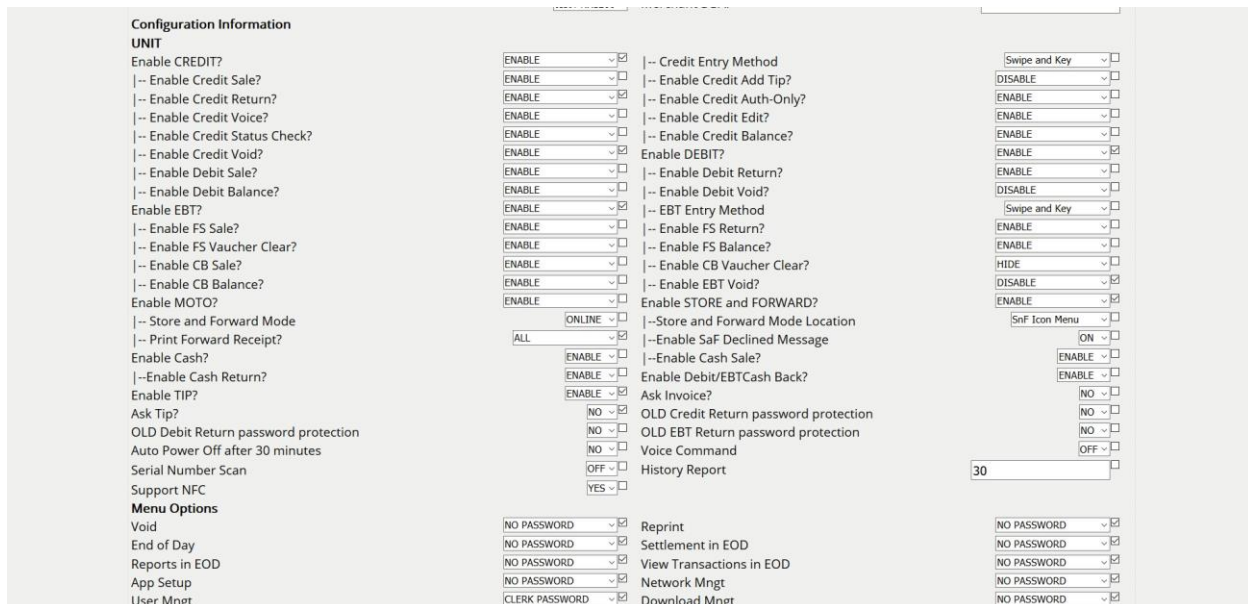 Configuration Information
UNIT
Enable CREDIT? ENABLE |-- Credit Entry Method Swipe and Key
|-- Enable Credit Sale? ENABLE |-- Enable Credit Add Tip? DISABLE
|-- Enable Credit Return? ENABLE |-- Enable Credit Auth-Only? ENABLE
|-- Enable Credit Voice? ENABLE |-- Enable Credit Edit? ENABLE
|-- Enable Credit Status Check? ENABLE |-- Enable Credit Balance? ENABLE
|-- Enable Credit Void? ENABLE Enable DEBIT? ENABLE
|-- Enable Debit Sale? ENABLE |-- Enable Debit Return? ENABLE
|-- Enable Debit Balance? ENABLE |-- Enable Debit Void? DISABLE
Enable EBT? ENABLE |-- EBT Entry Method Swipe and Key
|-- Enable FS Sale? ENABLE |-- Enable FS Return? ENABLE
|-- Enable FS Vaucher Clear? ENABLE |-- Enable FS Balance? ENABLE
|-- Enable CB Sale? ENABLE |-- Enable CB Vaucher Clear? HIDE
|-- Enable CB Balance? ENABLE |-- Enable EBT Void? DISABLE
Enable MOTO? ENABLE Enable STORE and FORWARD? ENABLE
|-- Store and Forward Mode ONLINE |--Store and Forward Mode Location SnF Icon Menu
|-- Print Forward Receipt? ALL |--Enable SaF Declined Message ON
Enable Cash? ENABLE |--Enable Cash Sale? ENABLE
|--Enable Cash Return? ENABLE Enable Debit/EBTCash Back? ENABLE
Enable TIP? ENABLE Ask Invoice? NO
Ask Tip? NO OLD Credit Return password protection NO
OLD Debit Return password protection NO OLD EBT Return password protection NO
Auto Power Off after 30 minutes NO Voice Command OFF
Serial Number Scan OFF History Report 30
Support NFC YES
Menu Options
Void NO PASSWORD Reprint NO PASSWORD
End of Day NO PASSWORD Settlement in EOD NO PASSWORD
Reports in EOD NO PASSWORD View Transactions in EOD NO PASSWORD
App Setup NO PASSWORD Network Mngt NO PASSWORD
User Mngt CLERK PASSWORD Download Mngt NO PASSWORD